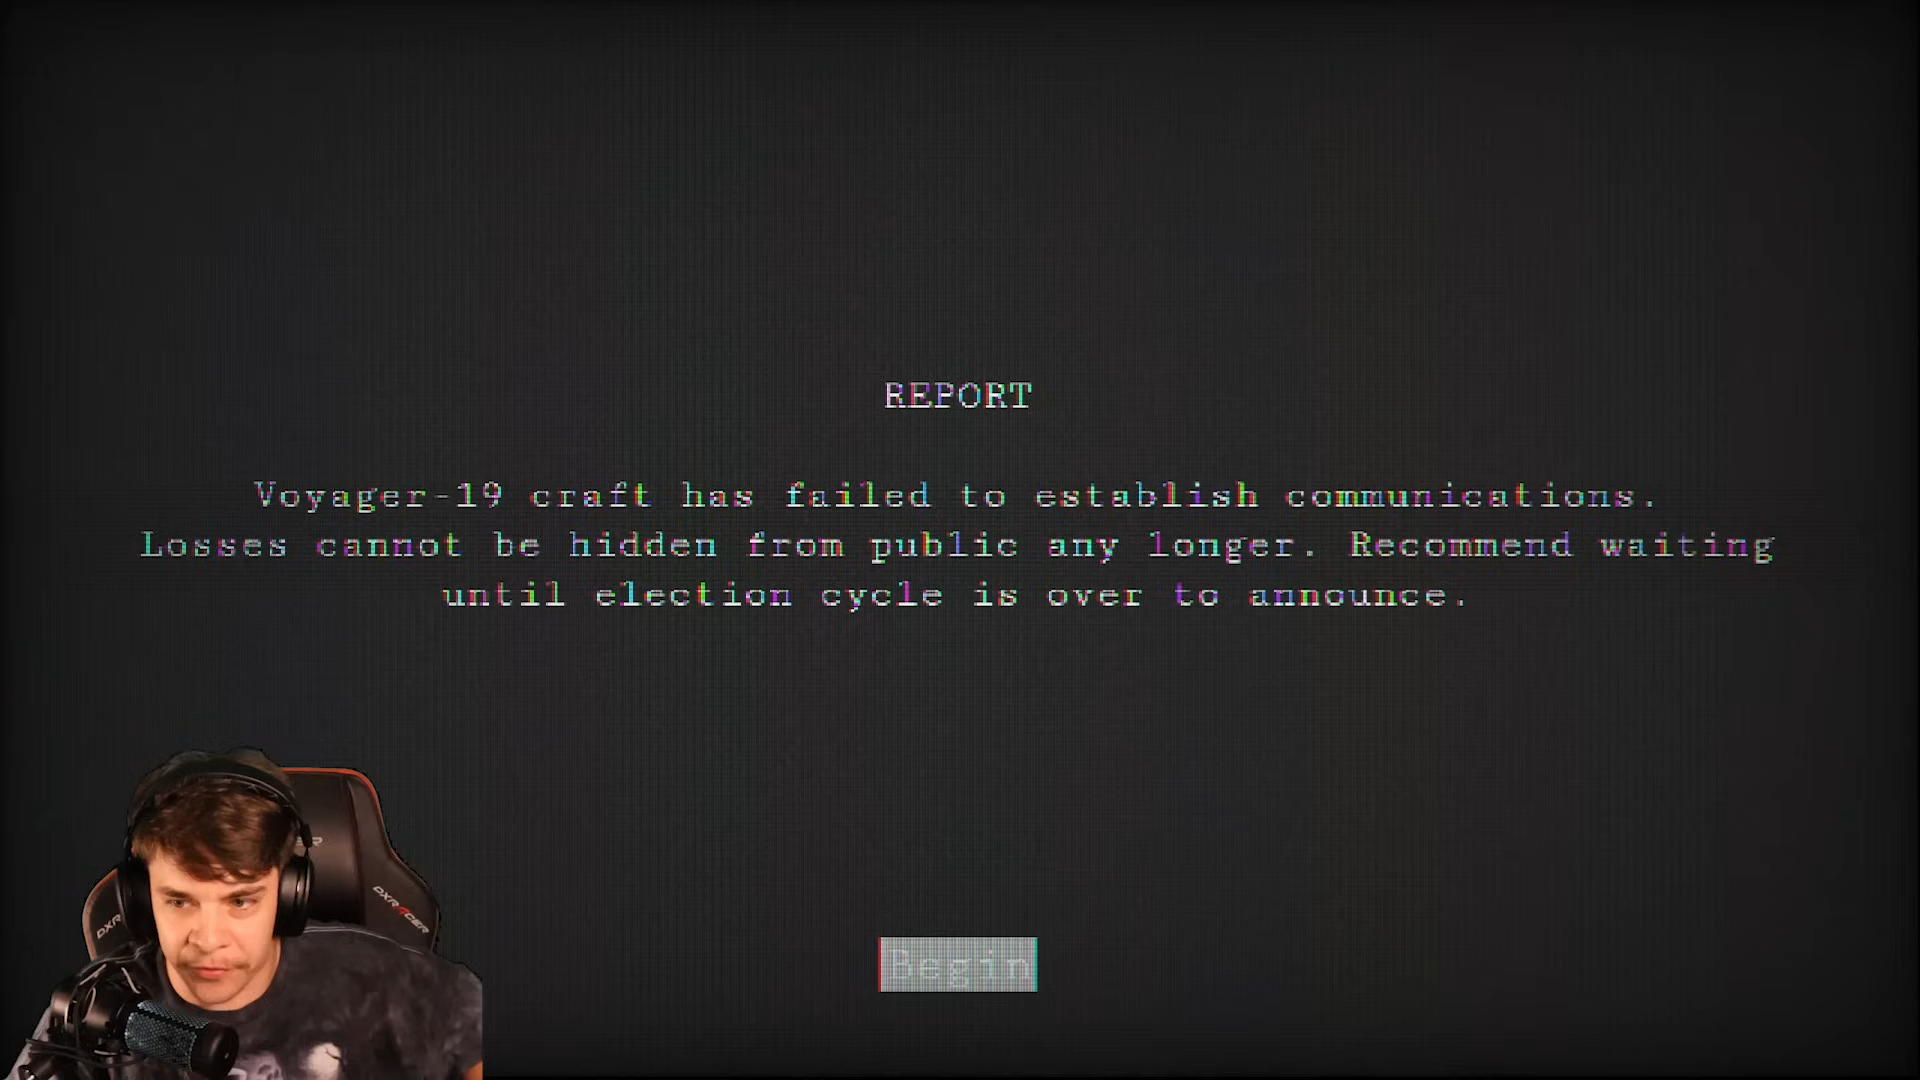 REPORT
Voyager-19 craft has failed to establish communications.
Losses cannot be hidden from public any longer. Recommend waiting
until election cycle is over to announce.
Begin
DXRACER